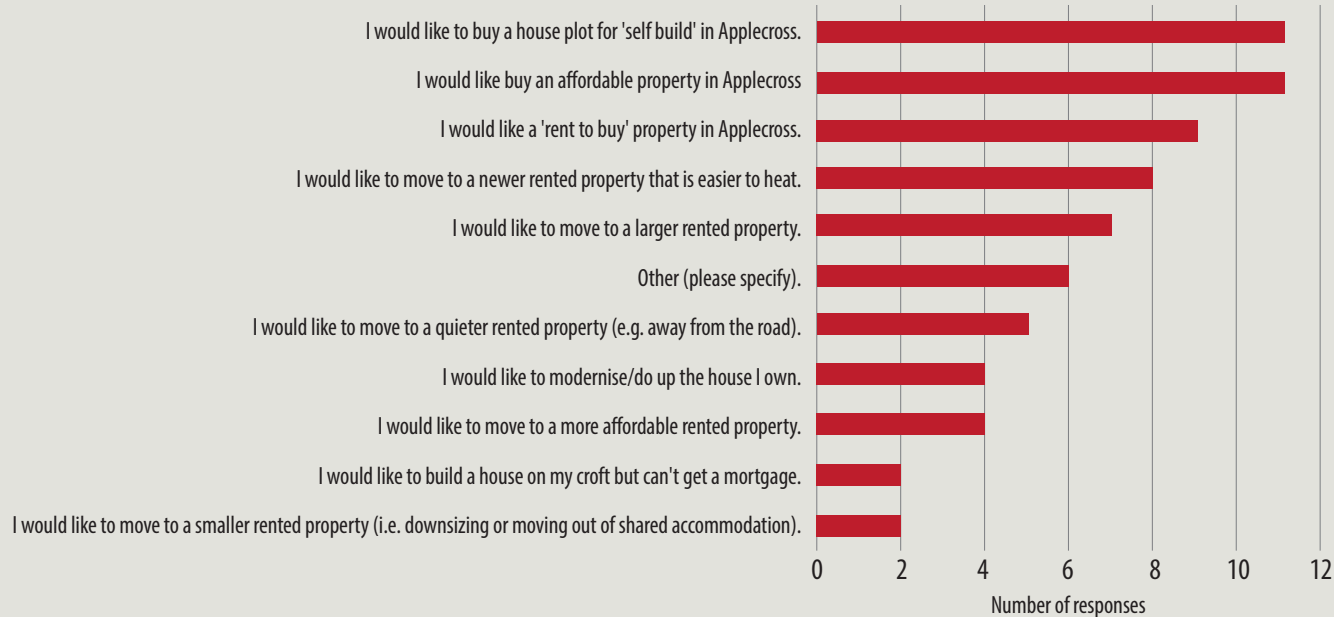 I would like to buy a house plot for 'self build' in Applecross.
I would like buy an affordable property in Applecross
I would like a 'rent to buy' property in Applecross.
I would like to move to a newer rented property that is easier to heat.
I would like to move to a larger rented property.
Other (please specify).
I would like to move to a quieter rented property (e.g. away from the road).
I would like to modernise/do up the house I own.
I would like to move to a more affordable rented property.
I would like to build a house on my croft but can't get a mortgage.
I would like to move to a smaller rented property (i.e. downsizing or moving out of shared accommodation).
0 2 4 6 8 10 12
Number of responses